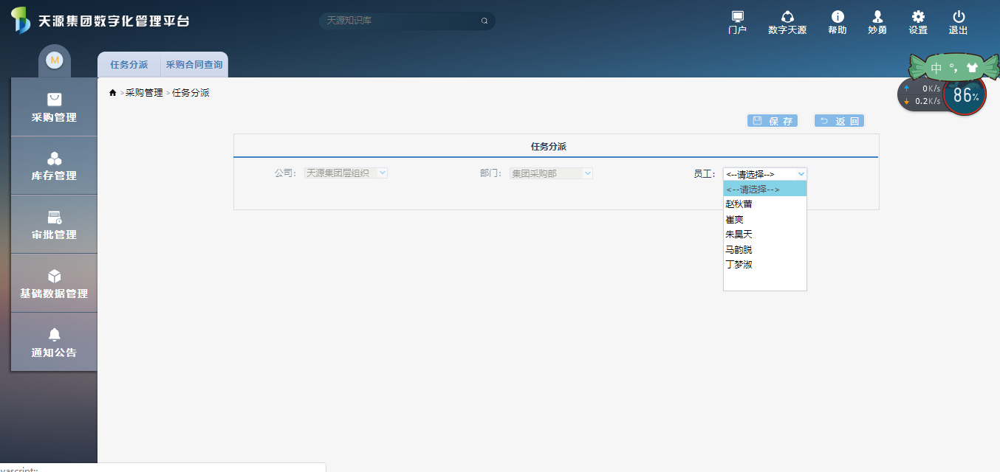 天源集团数字化管理平台
天源知识库
门户
数字天源
帮助
妙勇
设置
退出
M
任务分派
采购合同查询
中 °,
0K/s
0.2K/s
86%
>采购管理 >任务分派
采购管理
库存管理
审批管理
基础数据管理
通知公告
保 存
返 回
任务分派
公司：
天源集团层组织
部门：
集团采购部
员工：
<--请选择-->
<--请选择-->
赵秋苗
崔爽
朱昊天
马韵脱
丁梦淑
vascript:;